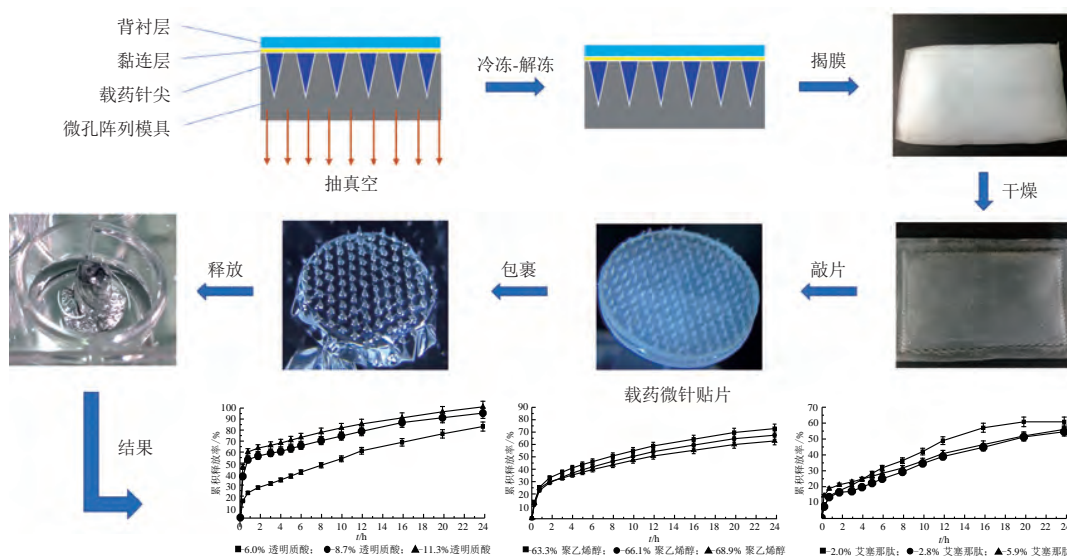 背衬层
黏连层
载药针尖
微孔阵列模具
抽真空
冷冻-解冻
揭膜
干燥
敲片
载药微针贴片
包裹
释放
结果
累积释放率/%
100
90
80
70
60
50
40
30
20
10
0
0 2 4 6 8 10 12 14 16 18 20 22 24
t/h
■-6.0% 透明质酸; ●-8.7% 透明质酸; ▲-11.3% 透明质酸
累积释放率/%
90
80
70
60
50
40
30
20
10
0 2 4 6 8 10 12 14 16 18 20 22 24
t/h
■-63.3% 聚乙烯醇; ●-66.1% 聚乙烯醇; ▲-68.9% 聚乙烯醇
累积释放率/%
70
60
50
40
30
20
10
0
0 2 4 6 8 10 12 14 16 18 20 22 24
t/h
■-2.0% 艾塞那肽; ●-2.8% 艾塞那肽; ▲-5.9% 艾塞那肽